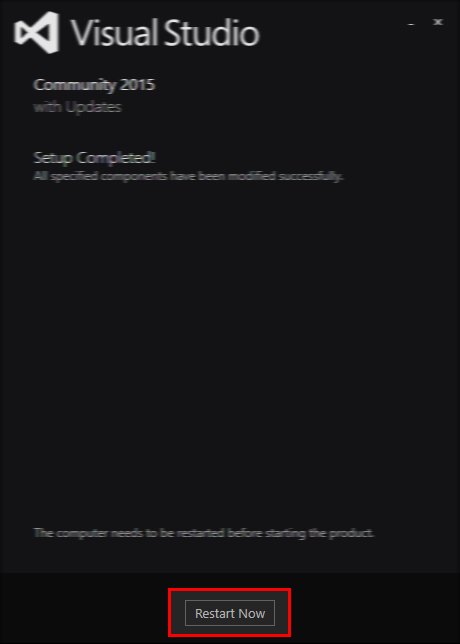 Visual Studio
Community 2015
with Updates
Setup Completed!
All specified components have been modified successfully.
The computer needs to be restarted before starting the product.
Restart Now